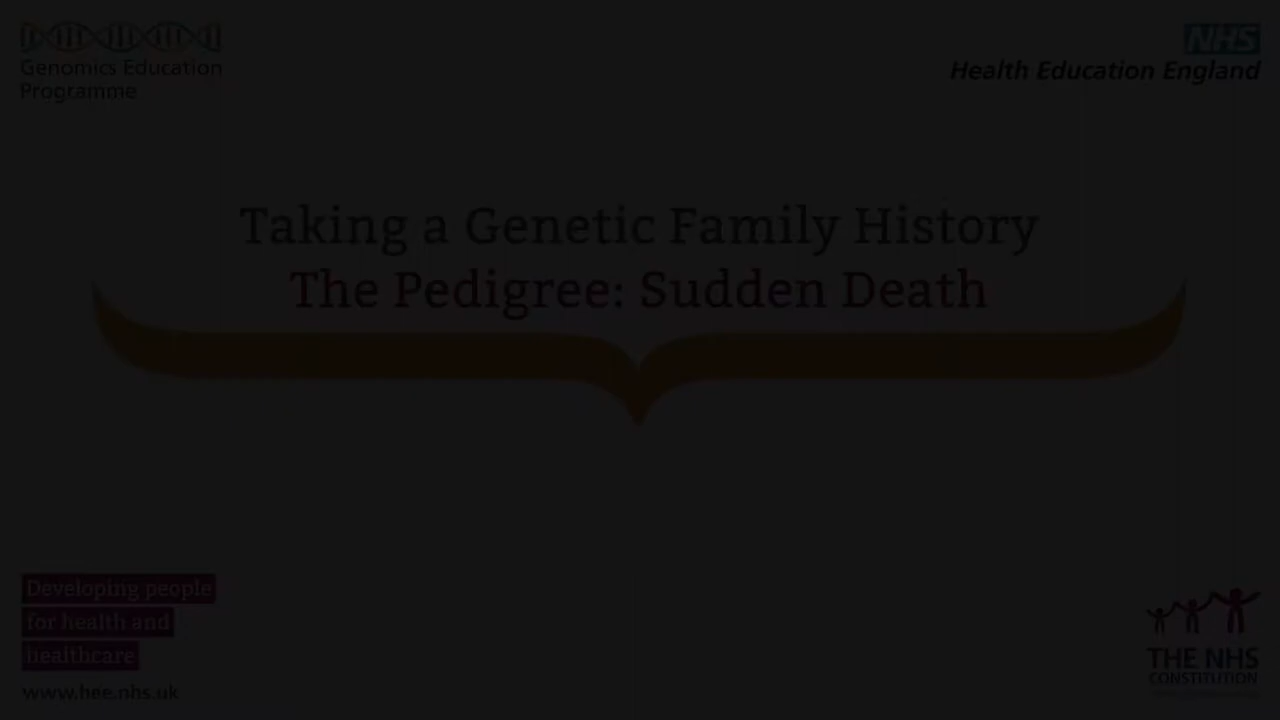 Genomics Education
Programme
NHS
Health Education England
Taking a Genetic Family History
The Pedigree: Sudden Death
Developing people
for health and
healthcare
www.hee.nhs.uk
THE NHS
CONSTITUTION